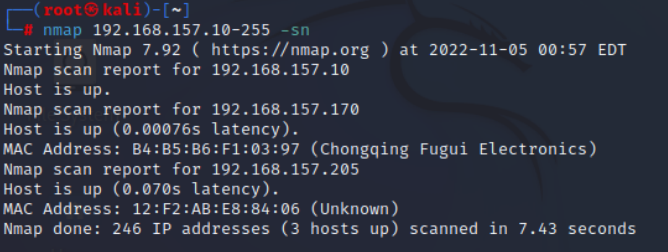 ┌──(root㉿kali)-[~]
└─# nmap 192.168.157.10-255 -sn
Starting Nmap 7.92 ( https://nmap.org ) at 2022-11-05 00:57 EDT
Nmap scan report for 192.168.157.10
Host is up.
Nmap scan report for 192.168.157.170
Host is up (0.00076s latency).
MAC Address: B4:B5:B6:F1:03:97 (Chongqing Fugui Electronics)
Nmap scan report for 192.168.157.205
Host is up (0.070s latency).
MAC Address: 12:F2:AB:E8:84:06 (Unknown)
Nmap done: 246 IP addresses (3 hosts up) scanned in 7.43 seconds